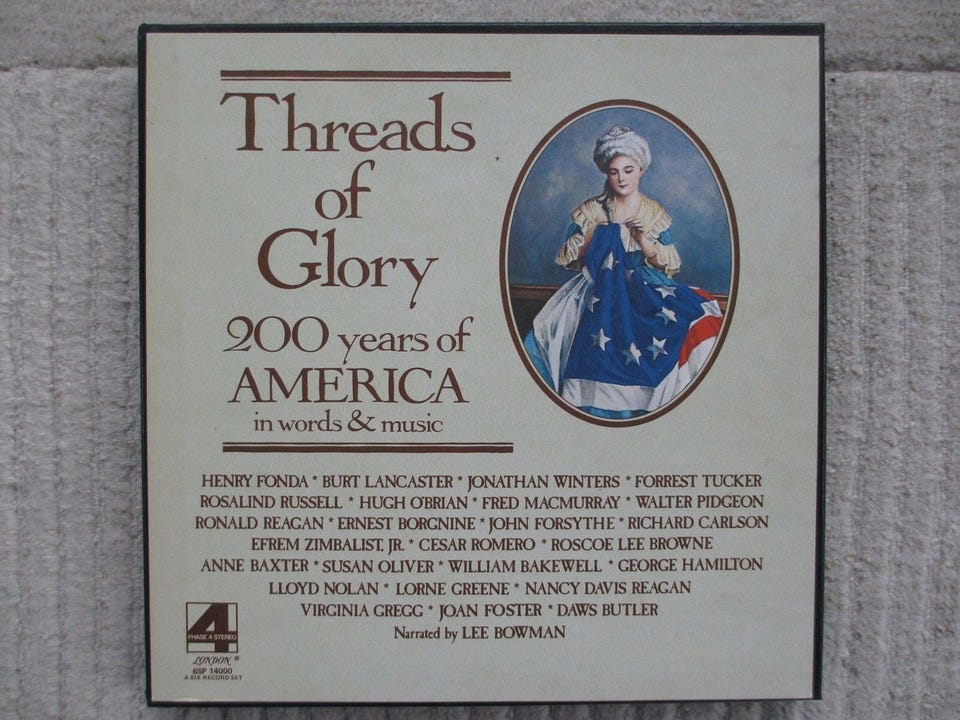 Threads
of
Glory
200 years of
AMERICA
in words & music
HENRY FONDA * BURT LANCASTER * JONATHAN WINTERS * FORREST TUCKER
ROSALIND RUSSELL * HUGH O'BRIAN * FRED MACMURRAY * WALTER PIDGEON
RONALD REAGAN * ERNEST BORGNINE * JOHN FORSYTHE * RICHARD CARLSON
EFREM ZIMBALIST, JR. * CESAR ROMERO * ROSCOE LEE BROWNE
ANNE BAXTER * SUSAN OLIVER * WILLIAM BAKEWELL * GEORGE HAMILTON
LLOYD NOLAN * LORNE GREENE * NANCY DAVIS REAGAN
VIRGINIA GREGG * JOAN FOSTER * DAWS BUTLER
Narrated by LEE BOWMAN
4
PHASE 4 STEREO
LONDON ®
6SP 14000
A SIX RECORD SET